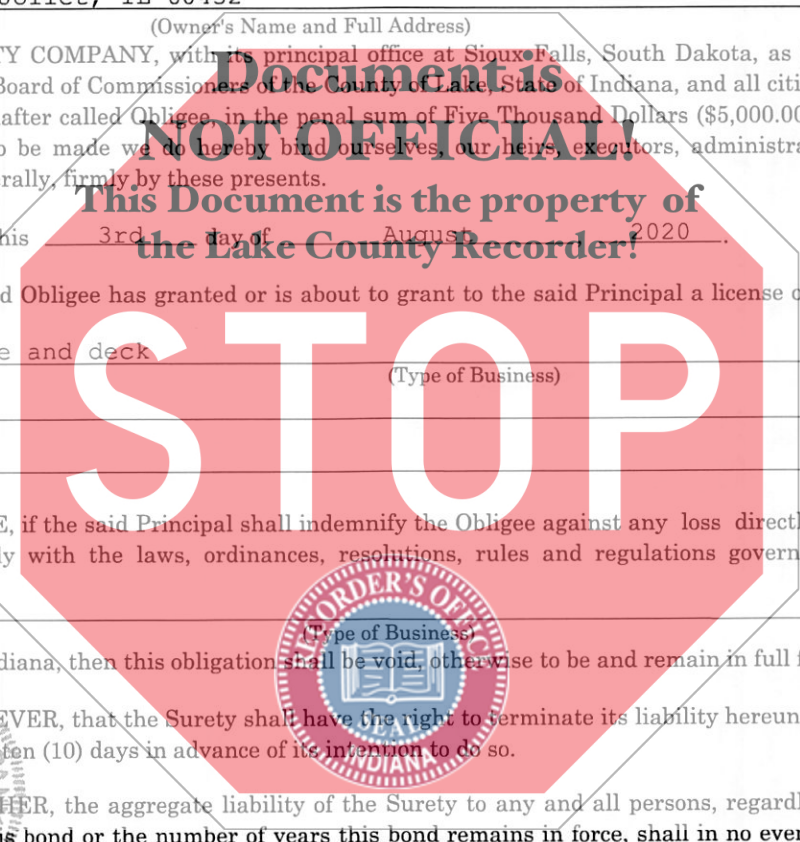 (Owner's Name and Full Address)
TY COMPANY, with its principal office at Sioux Falls, South Dakota, as
Document is
Board of Commissioners of the County of Lake, State of Indiana, and all citi
after called Obligee, in the penal sum of Five Thousand Dollars ($5,000.00
NOT OFFICIAL!
o be made we do hereby bind ourselves, our heirs, executors, administra
rally, firmly by these presents.
This Document is the property of
his 3rd day of August 2020 .
the Lake County Recorder!
d Obligee has granted or is about to grant to the said Principal a license o
STOP
e and deck
(Type of Business)
E, if the said Principal shall indemnify the Obligee against any loss directl
ly with the laws, ordinances, resolutions, rules and regulations govern
RECORDER'S OFFICE
(Type of Business)
diana, then this obligation shall be void, otherwise to be and remain in full f
EVER, that the Surety shall have the right to terminate its liability hereun
SEAL
ten (10) days in advance of its intention to do so.
INDIANA
HER, the aggregate liability of the Surety to any and all persons, regardl
is bond or the number of years this bond remains in force, shall in no even